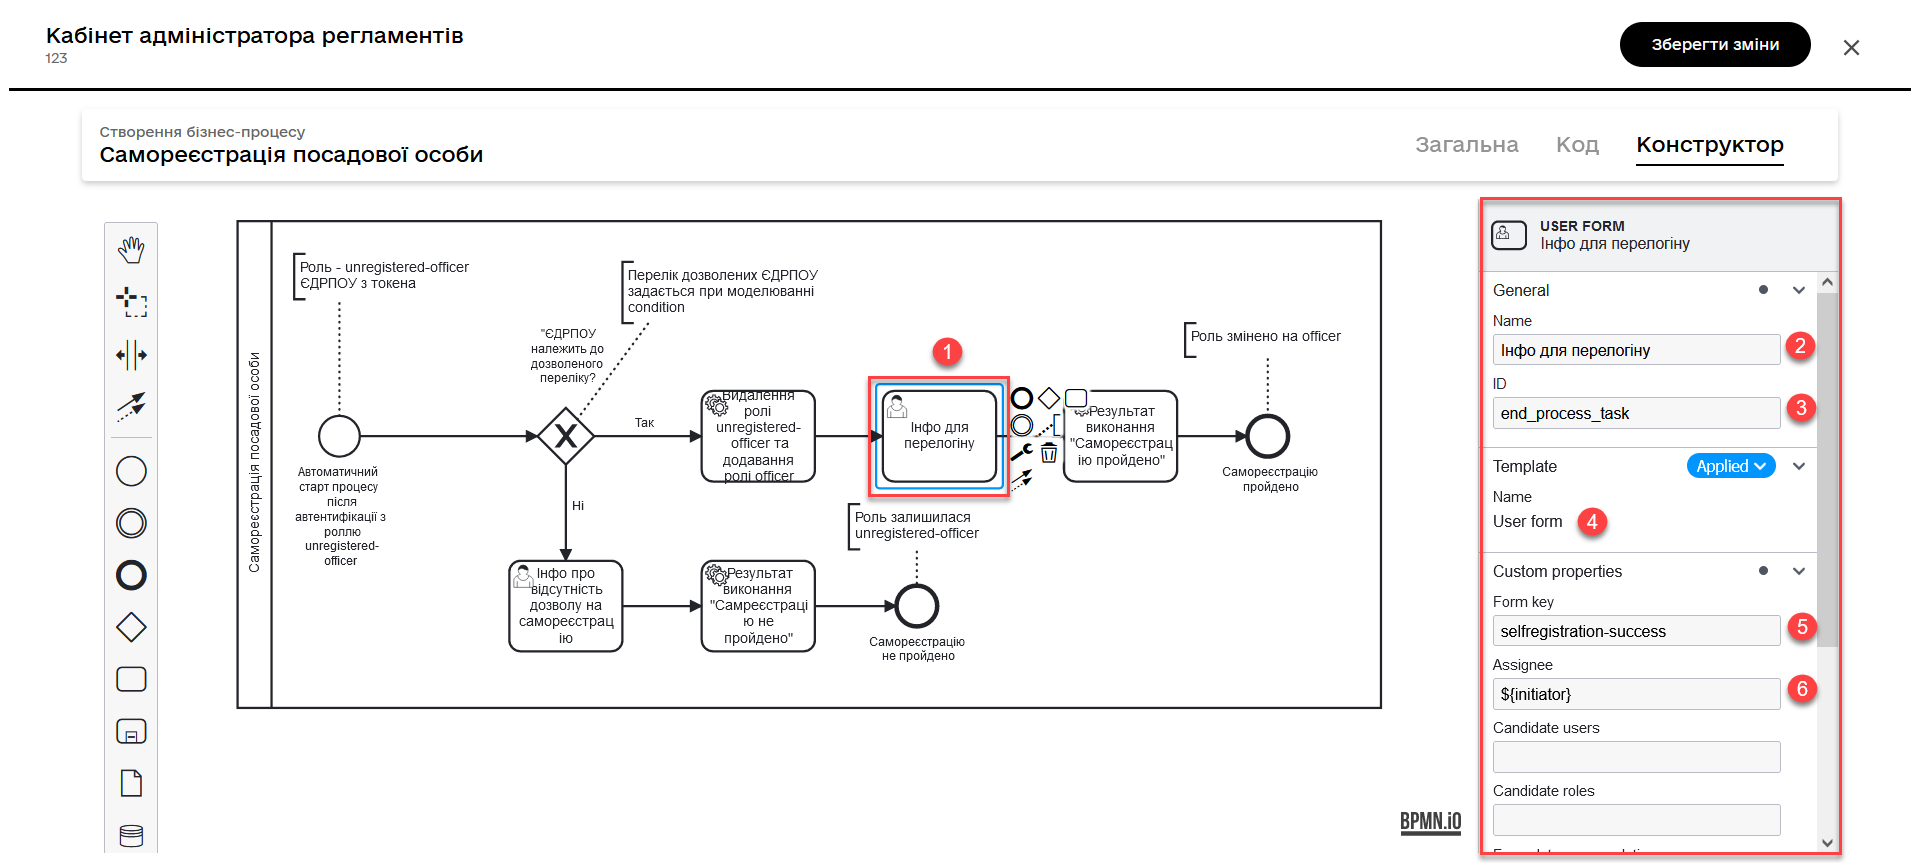 Кабінет адміністратора регламентів
123
Зберегти зміни
Створення бізнес-процесу
Самореєстрація посадової особи
Загальна
Код
Конструктор
Самореєстрація посадової особи
Роль - unregistered-officer
ЄДРПОУ з токена
Перелік дозволених ЄДРПОУ
задається при моделюванні
condition
"ЄДРПОУ
належить до
дозволеного
переліку?
Автоматичний
старт процесу
після
автентифікації з
роллю
unregistered-
officer
Так
Ні
Видалення
ролі
unregistered-
officer та
додавання
ролі officer
1
Інфо для
перелогіну
Результат
виконання
"Самореєстрац
ію пройдено"
Роль змінено на officer
Самореєстрацію
пройдено
Інфо про
відсутність
дозволу на
самореєстрац
ію
Результат
виконання
"Самреєстраці
ю не
пройдено"
Роль залишилася
unregistered-officer
Самореєстрацію
не пройдено
BPMN.iO
USER FORM
Інфо для перелогіну
General
Name
Інфо для перелогіну
2
ID
end_process_task
3
Template
Applied
Name
User form
4
Custom properties
Form key
selfregistration-success
5
Assignee
${initiator}
6
Candidate users
Candidate roles